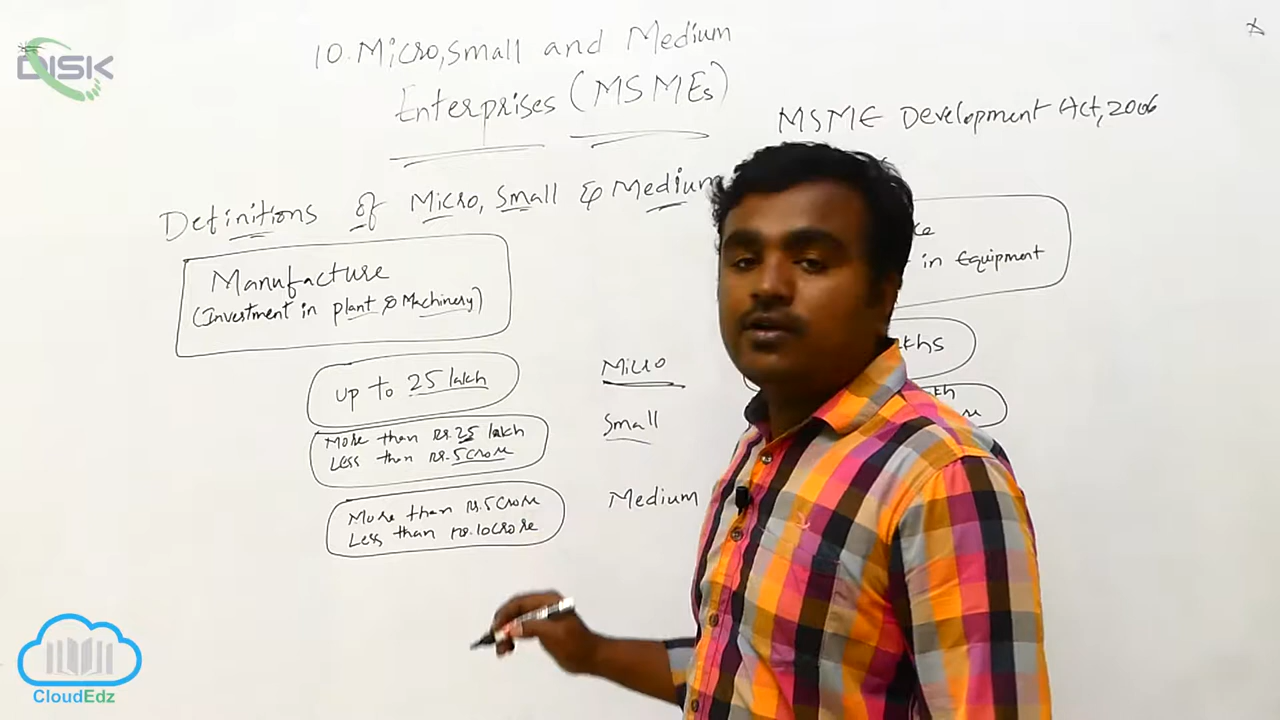 DISK
10. Micro, Small and Medium
Enterprises (MSMEs)
MSME Development Act, 2006
Definitions of Micro, Small & Medium
Manufacture
(Investment in plant & Machinery)
in Equipment
up to 25 lakh
Micro
More than Rs. 25 lakh
Less than Rs. 5 crore
Small
More than Rs. 5 crore
Less than Rs. 10 crore
Medium
CloudEdz